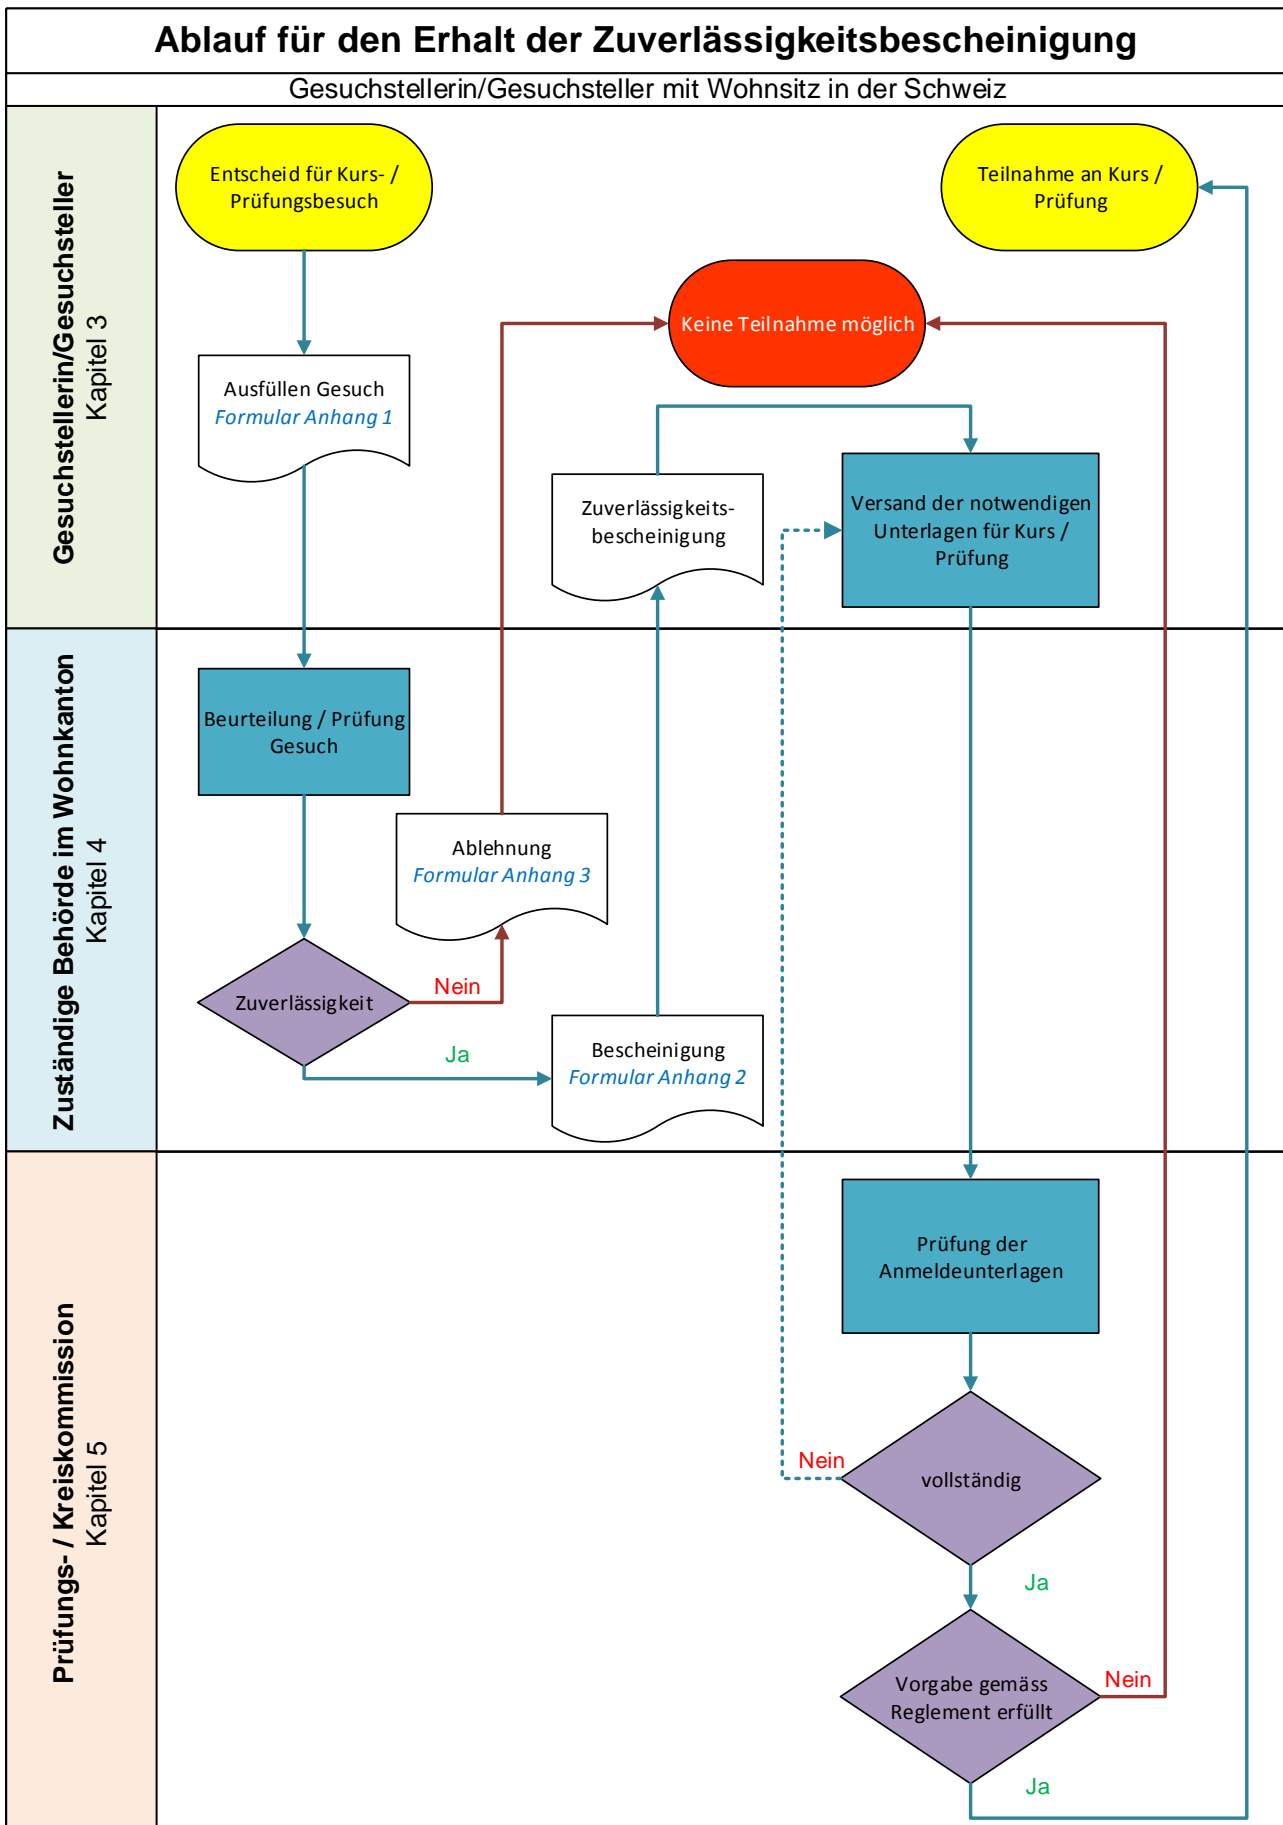 Ablauf für den Erhalt der Zuverlässigkeitsbescheinigung
Gesuchstellerin/Gesuchsteller mit Wohnsitz in der Schweiz
Gesuchstellerin/Gesuchsteller
Kapitel 3
Entscheid für Kurs- /
Prüfungsbesuch
Teilnahme an Kurs /
Prüfung
Keine Teilnahme möglich
Ausfüllen Gesuch
Formular Anhang 1
Zuverlässigkeits-
bescheinigung
Versand der notwendigen
Unterlagen für Kurs /
Prüfung
Zuständige Behörde im Wohnkanton
Kapitel 4
Beurteilung / Prüfung
Gesuch
Ablehnung
Formular Anhang 3
Zuverlässigkeit
Nein
Ja
Bescheinigung
Formular Anhang 2
Prüfungs- / Kreiskommission
Kapitel 5
Prüfung der
Anmeldeunterlagen
Nein
vollständig
Ja
Vorgabe gemäss
Reglement erfüllt
Nein
Ja